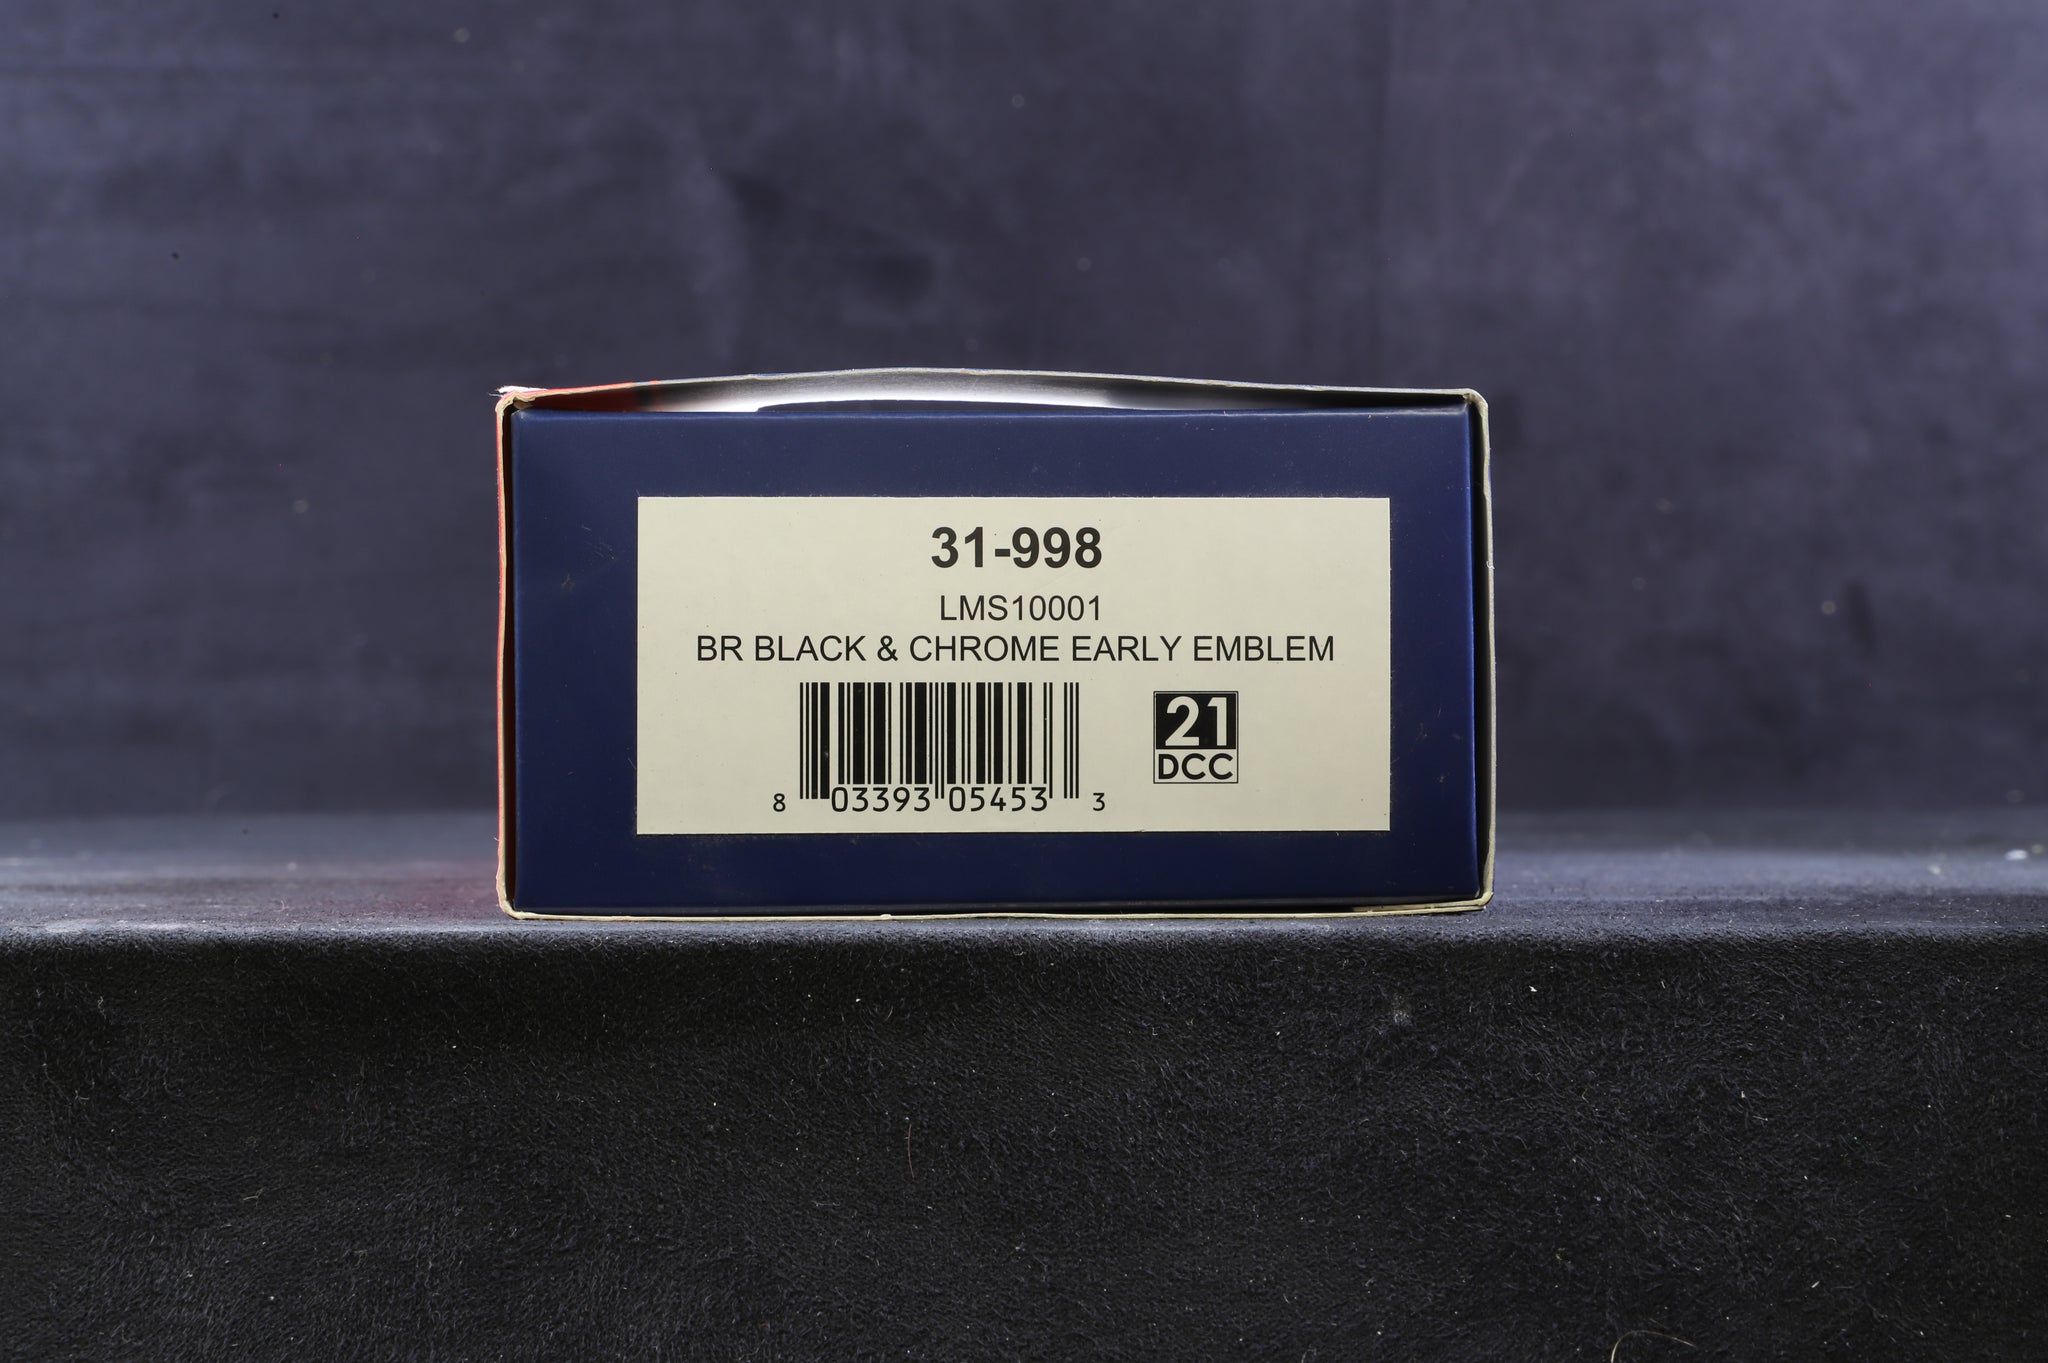 31-998
LMS10001
BR BLACK & CHROME EARLY EMBLEM
21
DCC
8 03393 05453 3